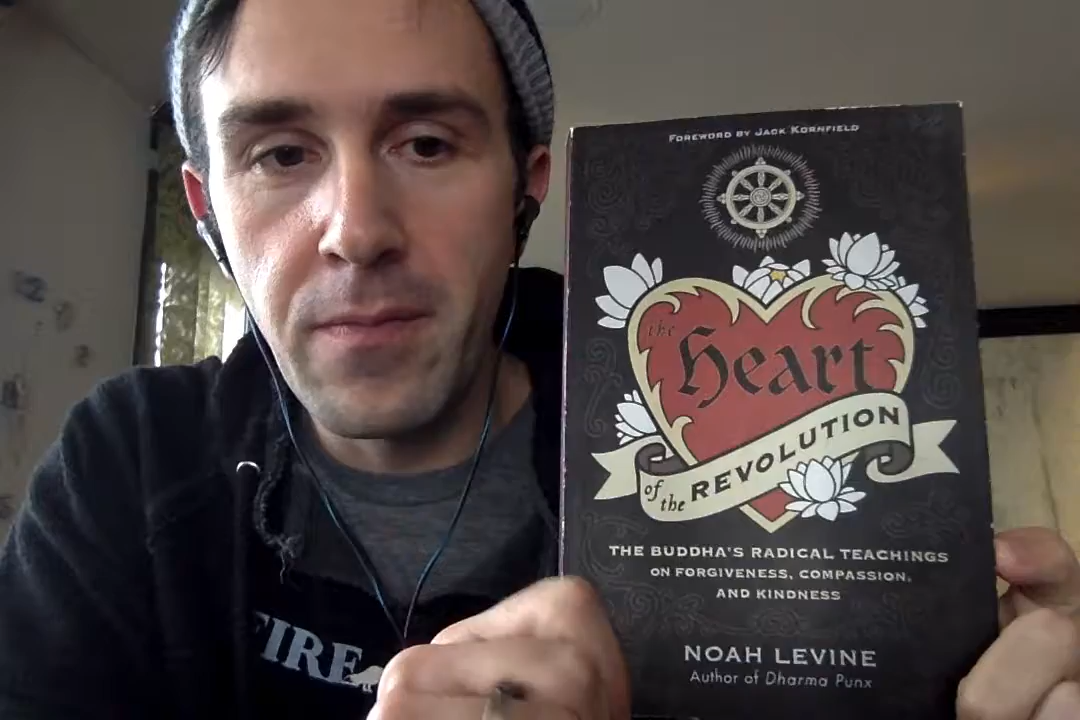 FOREWORD BY JACK KORNFIELD
the
Heart
of the REVOLUTION
THE BUDDHA'S RADICAL TEACHINGS
ON FORGIVENESS, COMPASSION,
AND KINDNESS
NOAH LEVINE
Author of Dharma Punx
FIRE